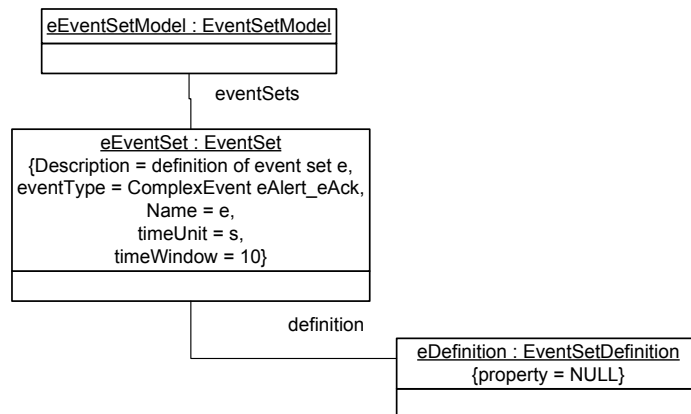 eEventSetModel : EventSetModel
eventSets
eEventSet : EventSet
{Description = definition of event set e,
eventType = ComplexEvent eAlert_eAck,
Name = e,
timeUnit = s,
timeWindow = 10}
definition
eDefinition : EventSetDefinition
{property = NULL}